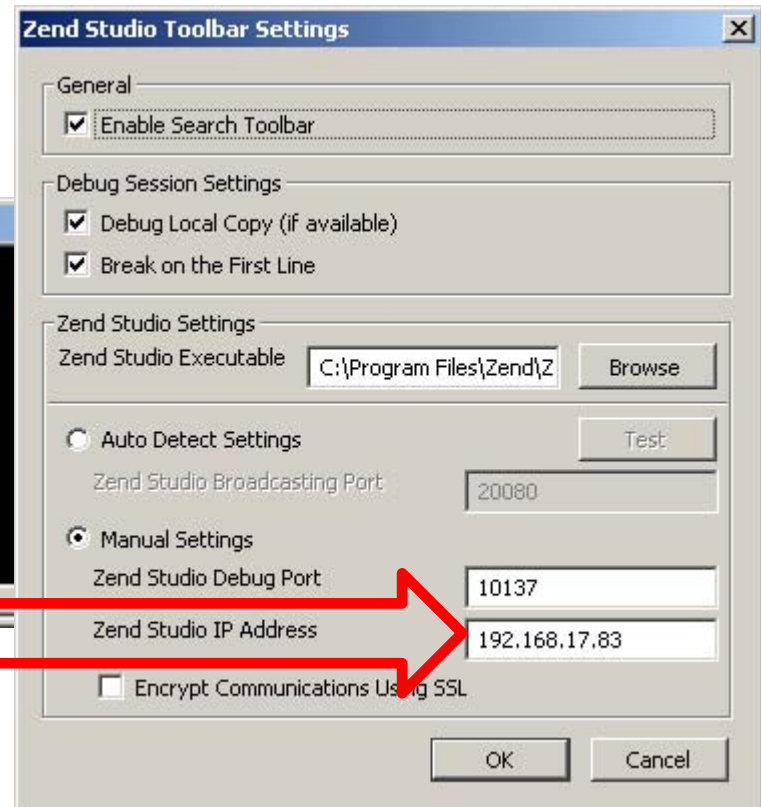 Zend Studio Toolbar Settings
General
Enable Search Toolbar
Debug Session Settings
Debug Local Copy (if available)
Break on the First Line
Zend Studio Settings
Zend Studio Executable C:\Program Files\Zend\Z Browse
Auto Detect Settings Test
Zend Studio Broadcasting Port 20080
Manual Settings
Zend Studio Debug Port 10137
Zend Studio IP Address 192.168.17.83
Encrypt Communications Using SSL
OK Cancel